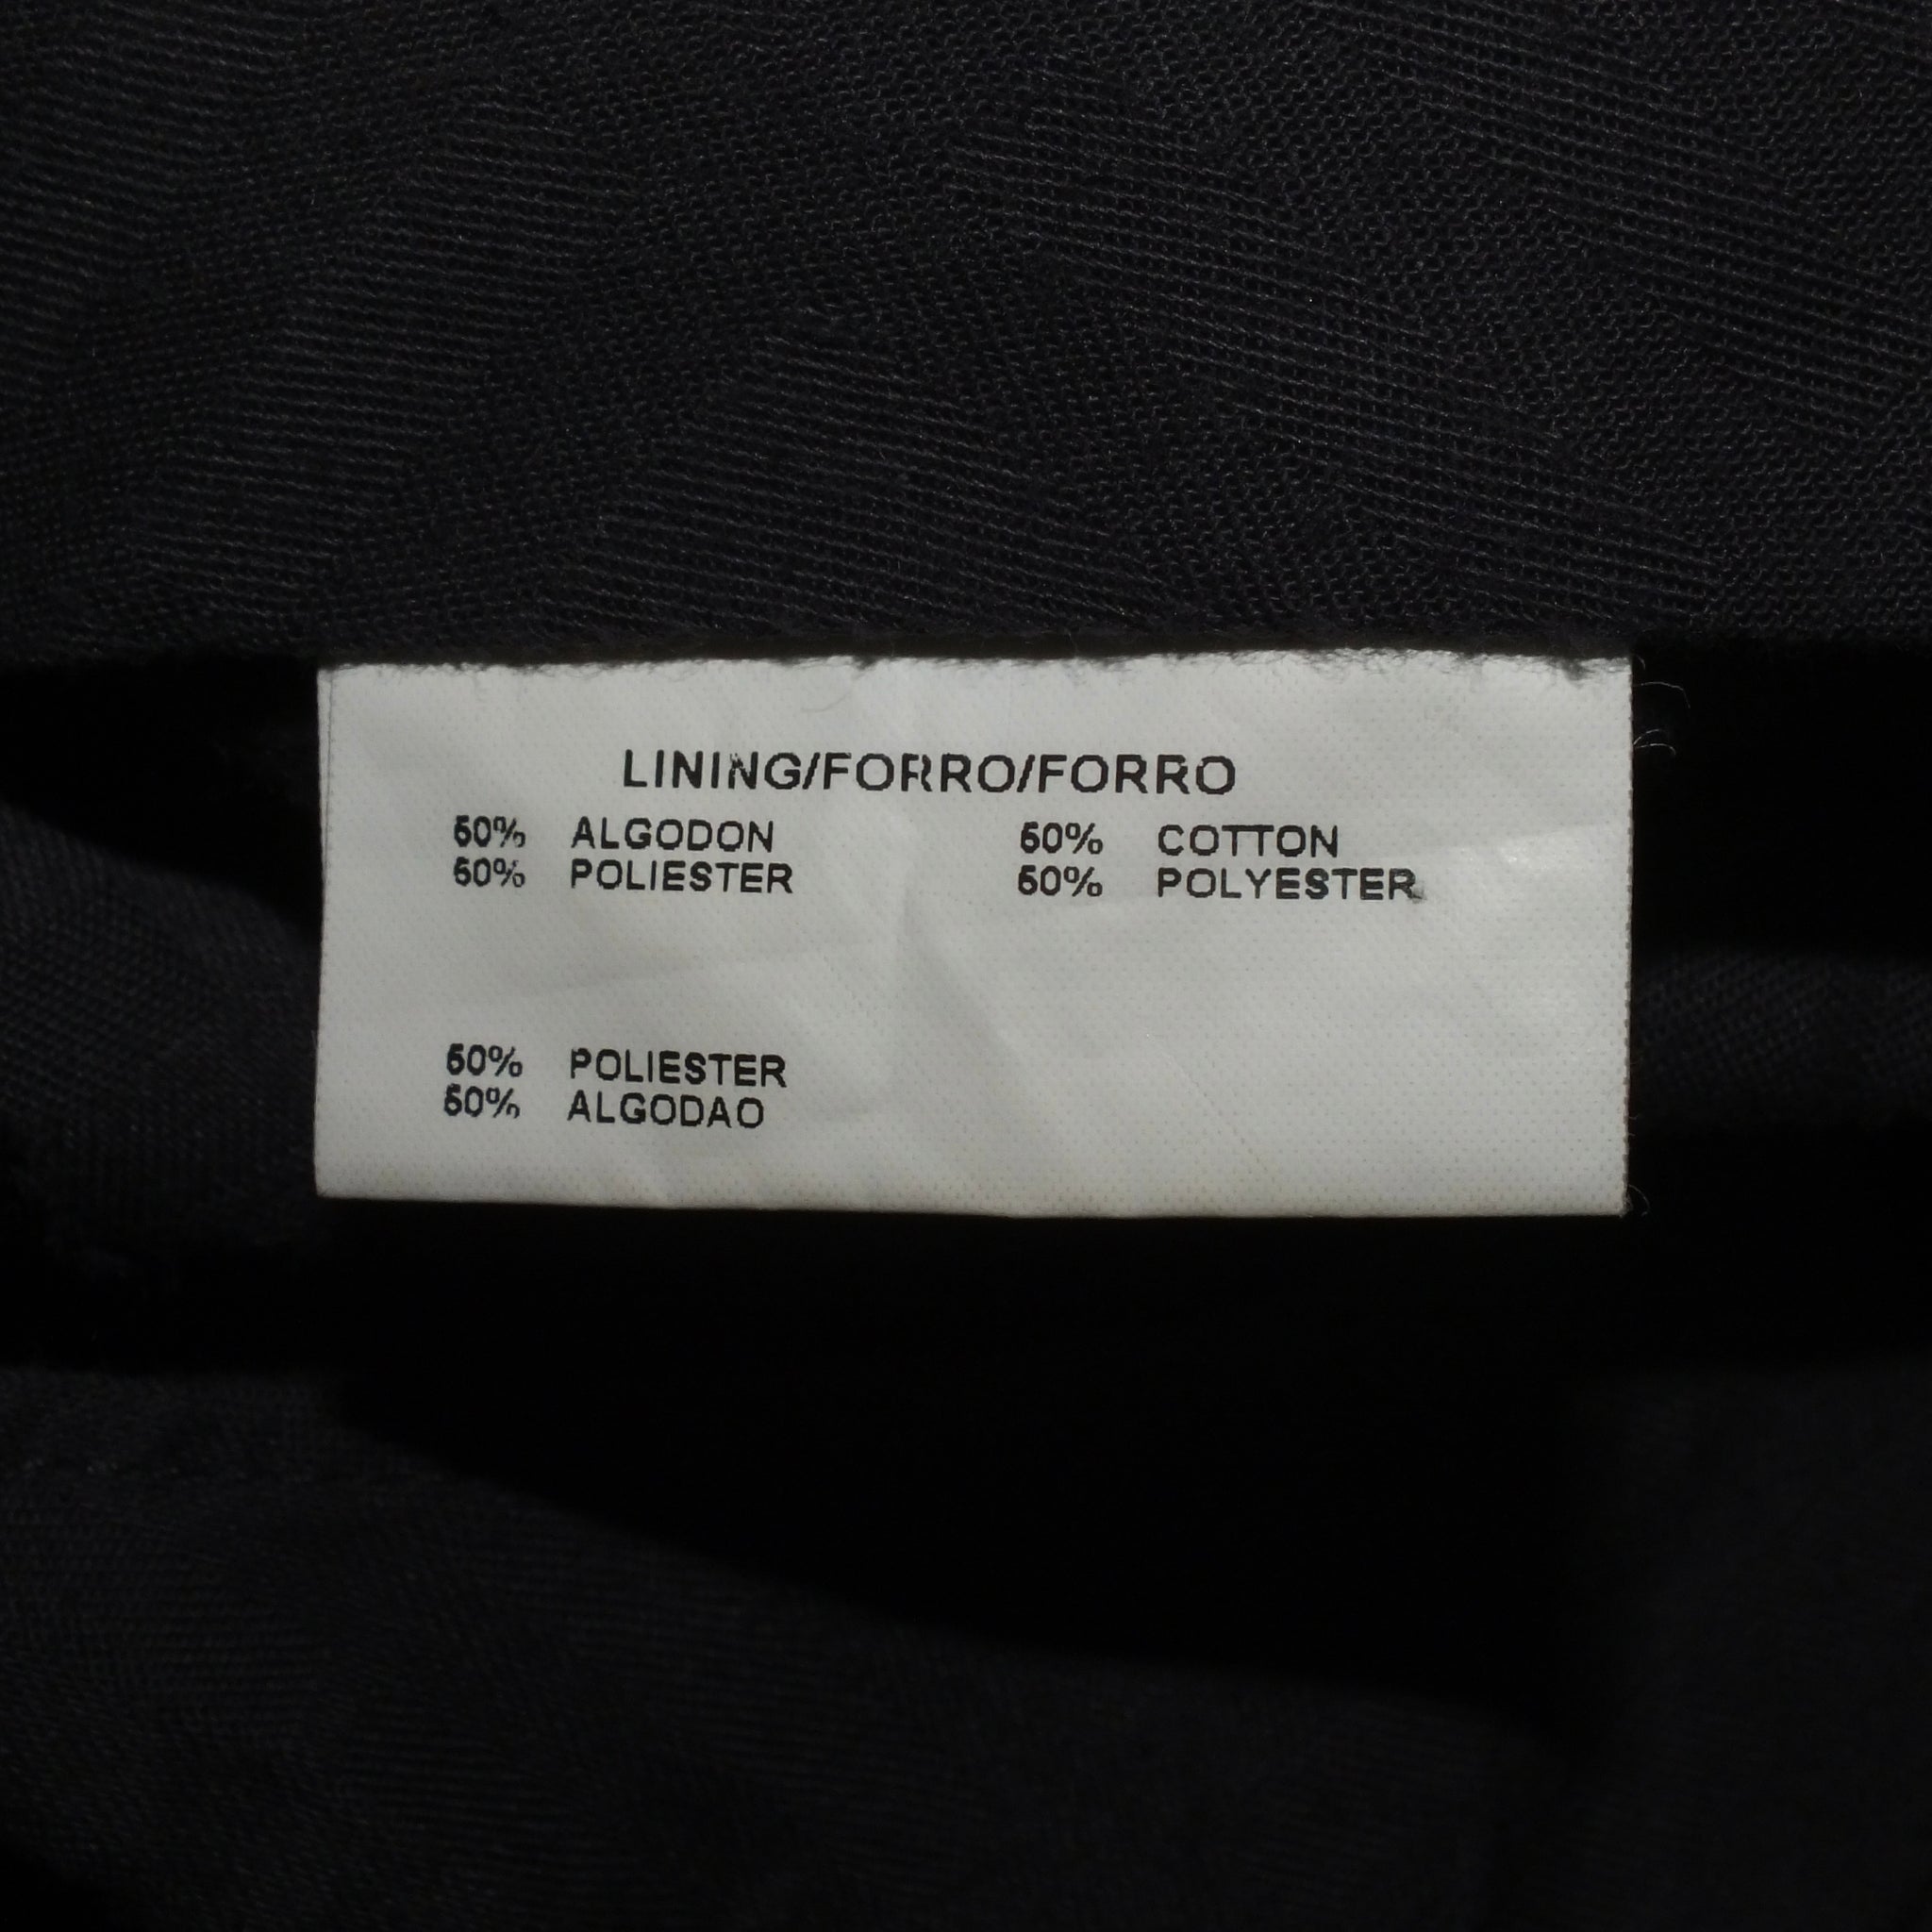 LINING/FORRO/FORRO
50% ALGODON 50% COTTON
50% POLIESTER 50% POLYESTER
50% POLIESTER
50% ALGODAO